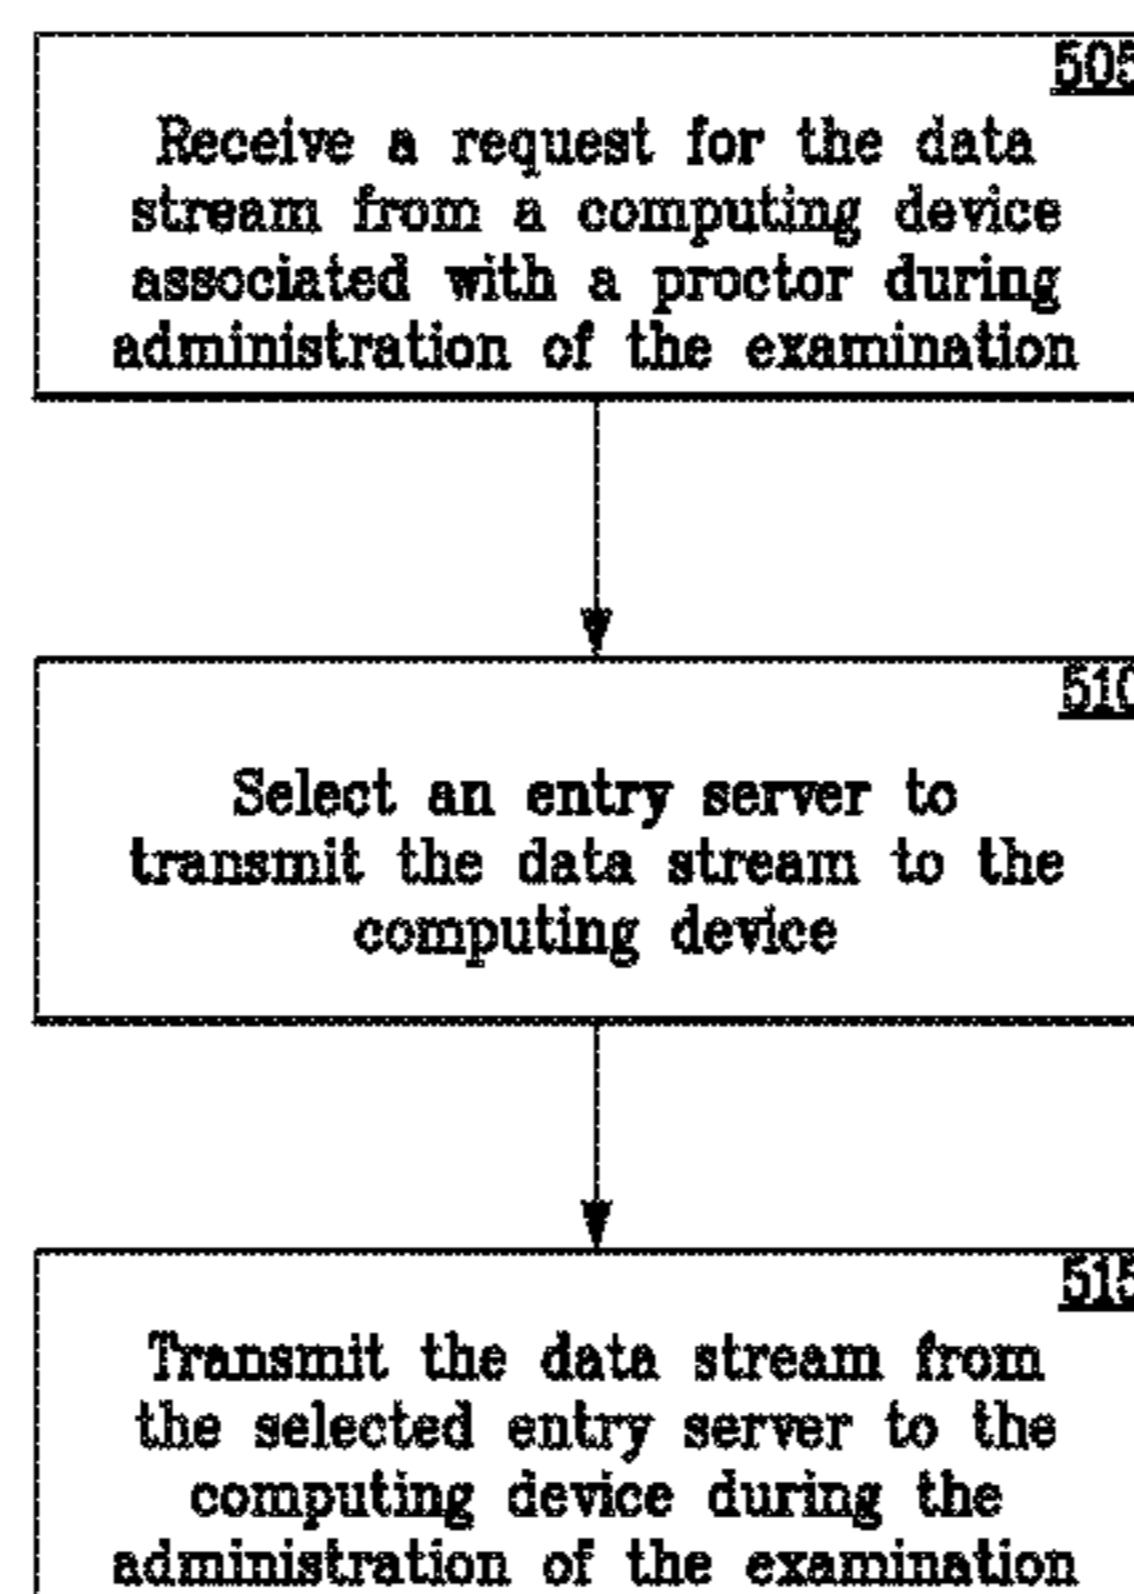 505
Receive a request for the data
stream from a computing device
associated with a proctor during
administration of the examination
510
Select an entry server to
transmit the data stream to the
computing device
515
Transmit the data stream from
the selected entry server to the
computing device during the
administration of the examination